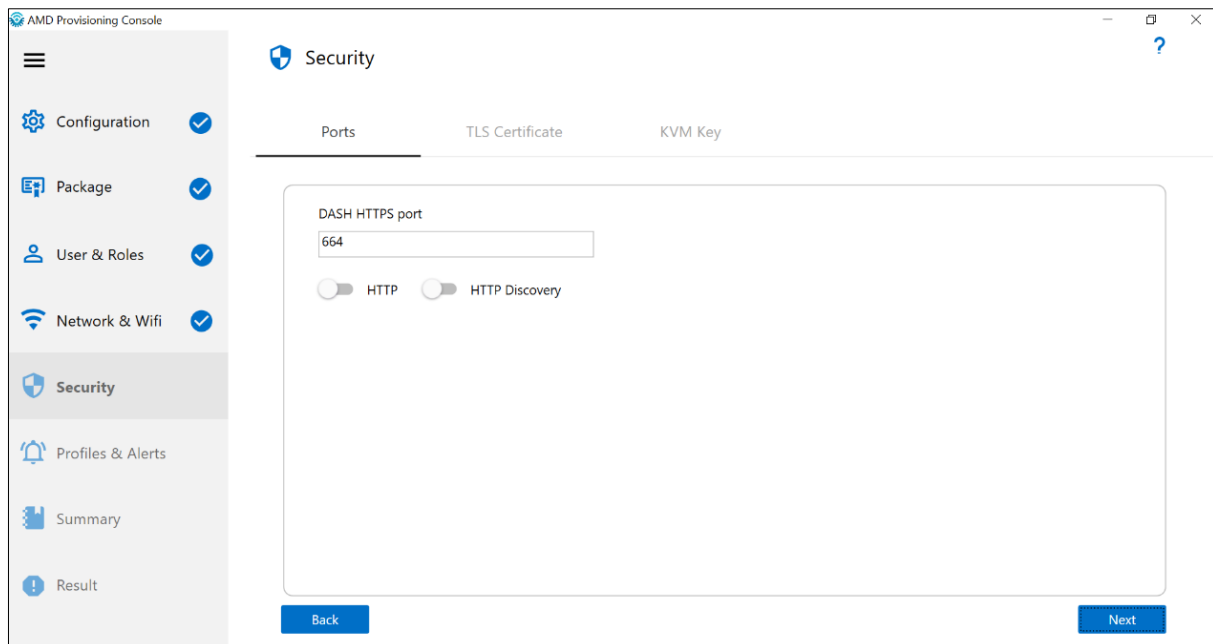 AMD Provisioning Console
Security
?
Configuration
Package
User & Roles
Network & Wifi
Security
Profiles & Alerts
Summary
Result
Ports TLS Certificate KVM Key
DASH HTTPS port
664
HTTP HTTP Discovery
Back Next